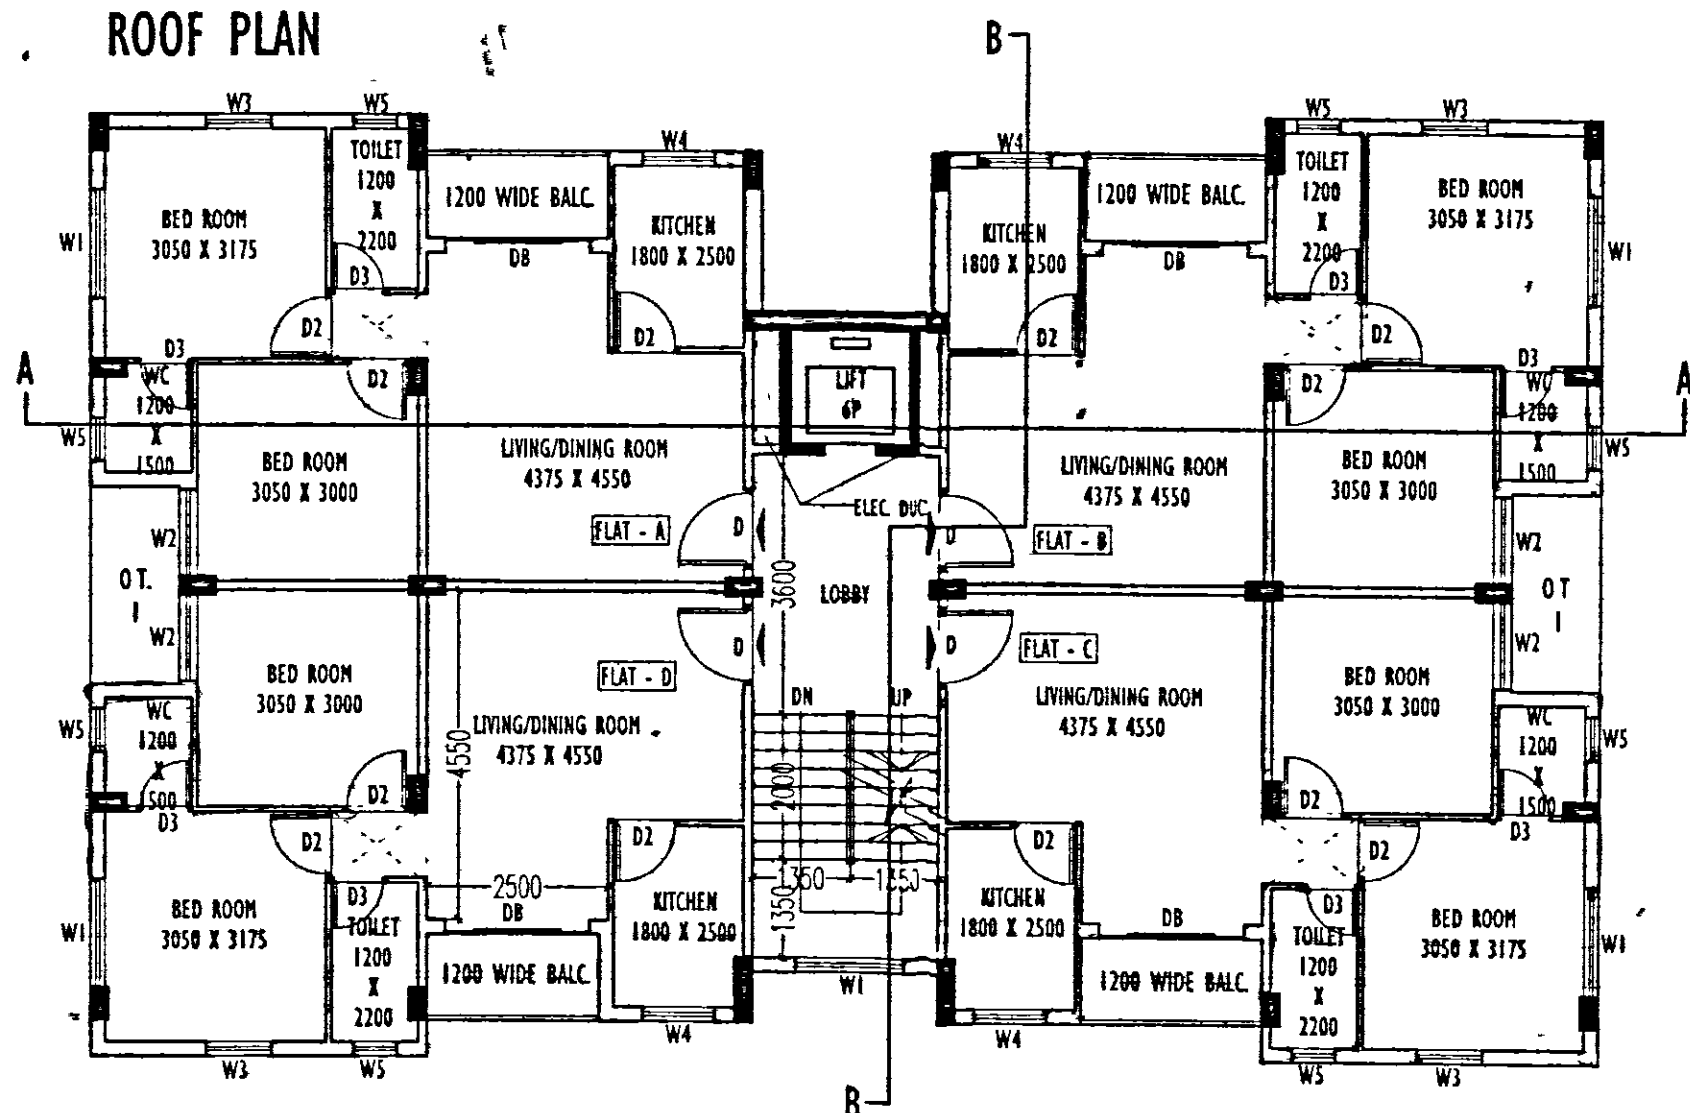 ROOF PLAN
B
W3
W5
W4
W4
W5
W3
TOILET
1200
X
2200
1200 WIDE BALC.
KITCHEN
1800 X 2500
BED ROOM
3050 X 3175
W1
D3
DB
D2
D2
KITCHEN
1800 X 2500
1200 WIDE BALC.
TOILET
1200
X
2200
BED ROOM
3050 X 3175
W1
D3
DB
D2
D2
A
D3
WC
1200
X
1500
W5
D2
BED ROOM
3050 X 3000
LIVING/DINING ROOM
4375 X 4550
LIFT
6P
LIVING/DINING ROOM
4375 X 4550
D2
BED ROOM
3050 X 3000
D3
WC
1200
X
1500
W5
A
ELEC. DUC
FLAT - A
D
D
FLAT - B
W2
O T.
1
W2
3600
LOBBY
W2
O T
1
W2
FLAT - D
D
D
FLAT - C
BED ROOM
3050 X 3000
LIVING/DINING ROOM
4375 X 4550
4550
DN
UP
LIVING/DINING ROOM
4375 X 4550
BED ROOM
3050 X 3000
W5
WC
1200
X
1500
D3
D2
2000
D2
WC
1200
X
1500
D3
W5
D2
D2
D2
D2
1350
1350
1350
2500
D3
DB
DB
D3
BED ROOM
3050 X 3175
W1
TOILET
1200
X
2200
1200 WIDE BALC.
KITCHEN
1800 X 2500
W1
KITCHEN
1800 X 2500
1200 WIDE BALC.
TOILET
1200
X
2200
BED ROOM
3050 X 3175
W1
W3
W5
W4
W4
W5
W3
B